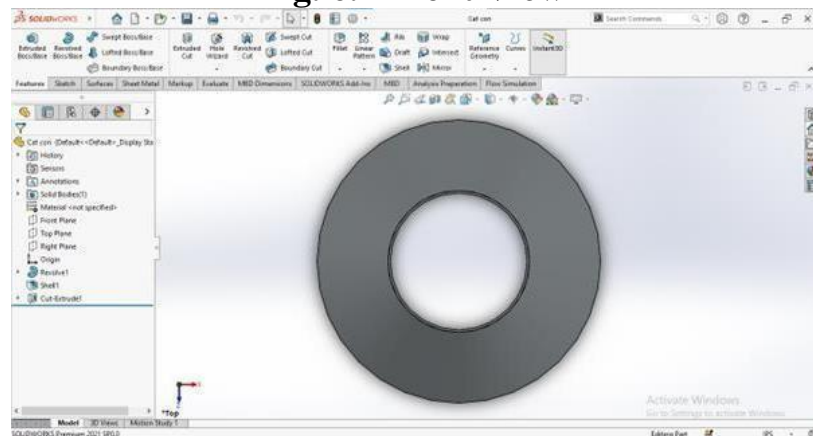 SOLIDWORKS
Cat con
Search Commands
Extruded Boss/Base
Revolved Boss/Base
Swept Boss/Base
Lofted Boss/Base
Boundary Boss/Base
Extruded Cut
Hole Wizard
Revolved Cut
Swept Cut
Lofted Cut
Boundary Cut
Fillet
Linear Pattern
Rib
Draft
Shell
Wrap
Intersect
Mirror
Reference Geometry
Curves
Instant3D
Features Sketch Surfaces Sheet Metal Markup Evaluate MBD Dimensions SOLIDWORKS Add-Ins MBD Analysis Preparation Flow Simulation
Cat con (Default<<Default>_Display Sta
History
Sensors
Annotations
Solid Bodies(1)
Material <not specified>
Front Plane
Top Plane
Right Plane
Origin
Revolve1
Shell1
Cut-Extrude1
*Top
Activate Windows
Go to Settings to activate Windows.
Model 3D Views Motion Study 1
SOLIDWORKS Premium 2021 SP0.0
Editing Part
IPS